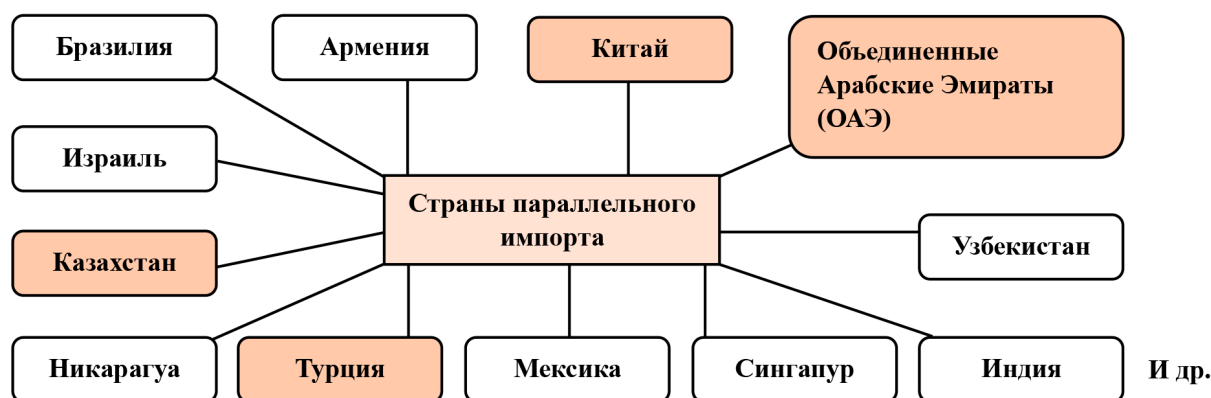 Бразилия
Армения
Китай
Объединенные
Арабские Эмираты
(ОАЭ)
Израиль
Страны параллельного
импорта
Казахстан
Узбекистан
Никарагуа
Турция
Мексика
Сингапур
Индия
И др.